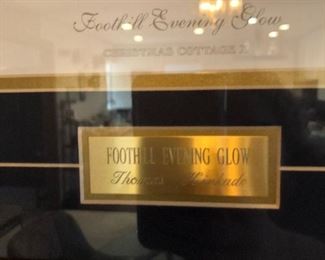 Foothill Evening Glow
CHRISTMAS COTTAGE
FOOTHILL EVENING GLOW
Thomas Kinkade